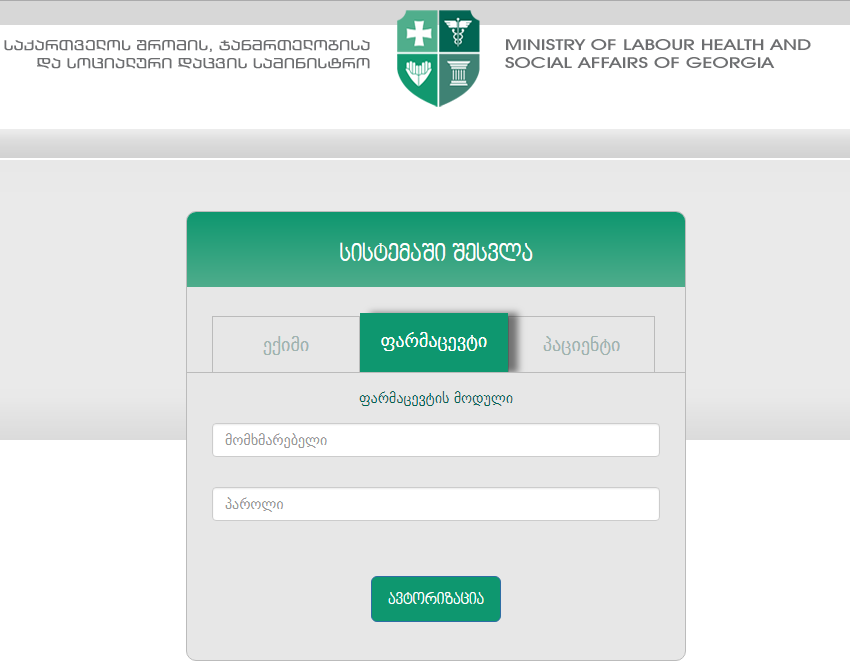 საქართველოს შრომის, ჯანმრთელობისა
და სოციალური დაცვის სამინისტრო
MINISTRY OF LABOUR HEALTH AND
SOCIAL AFFAIRS OF GEORGIA
სისტემაში შესვლა
ექიმი
ფარმაცევტი
პაციენტი
ფარმაცევტის მოდული
მომხმარებელი
პაროლი
ავტორიზაცია